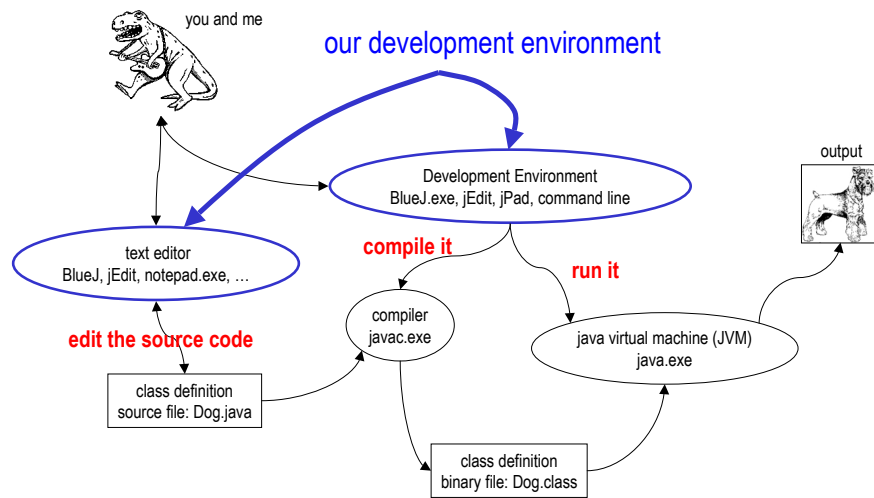 you and me
our development environment
output
Development Environment
BlueJ.exe, jEdit, jPad, command line
text editor
BlueJ, jEdit, notepad.exe, …
compile it
run it
compiler
javac.exe
java virtual machine (JVM)
java.exe
edit the source code
class definition
source file: Dog.java
class definition
binary file: Dog.class